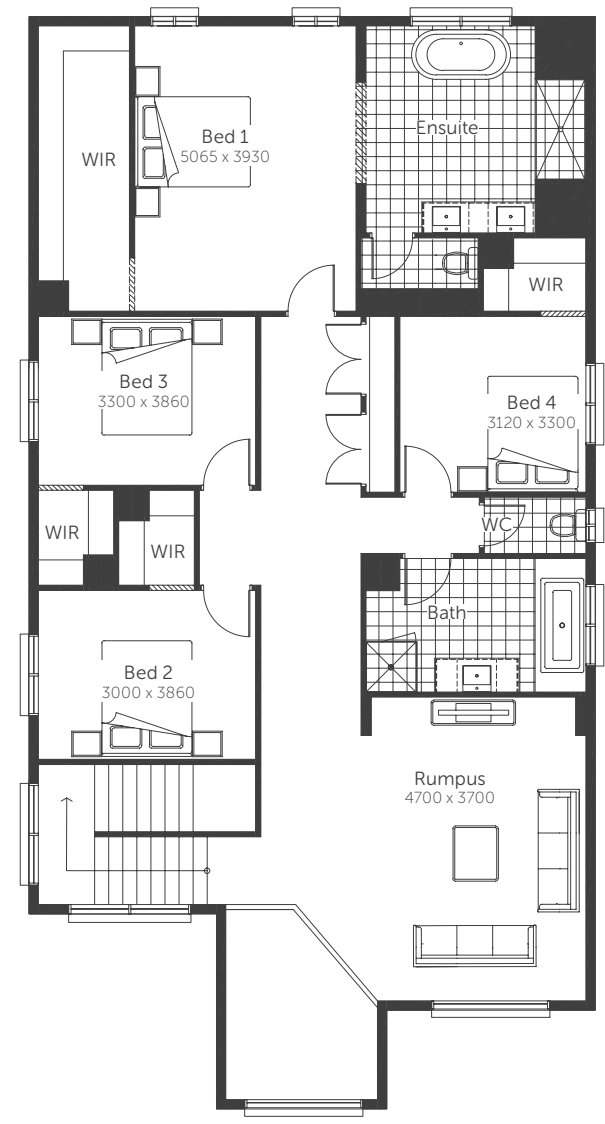 Bed 1
5065 x 3930
Ensuite
WIR
WIR
Bed 3
3300 x 3860
Bed 4
3120 x 3300
WIR
WIR
WC
Bath
Bed 2
3000 x 3860
Rumpus
4700 x 3700